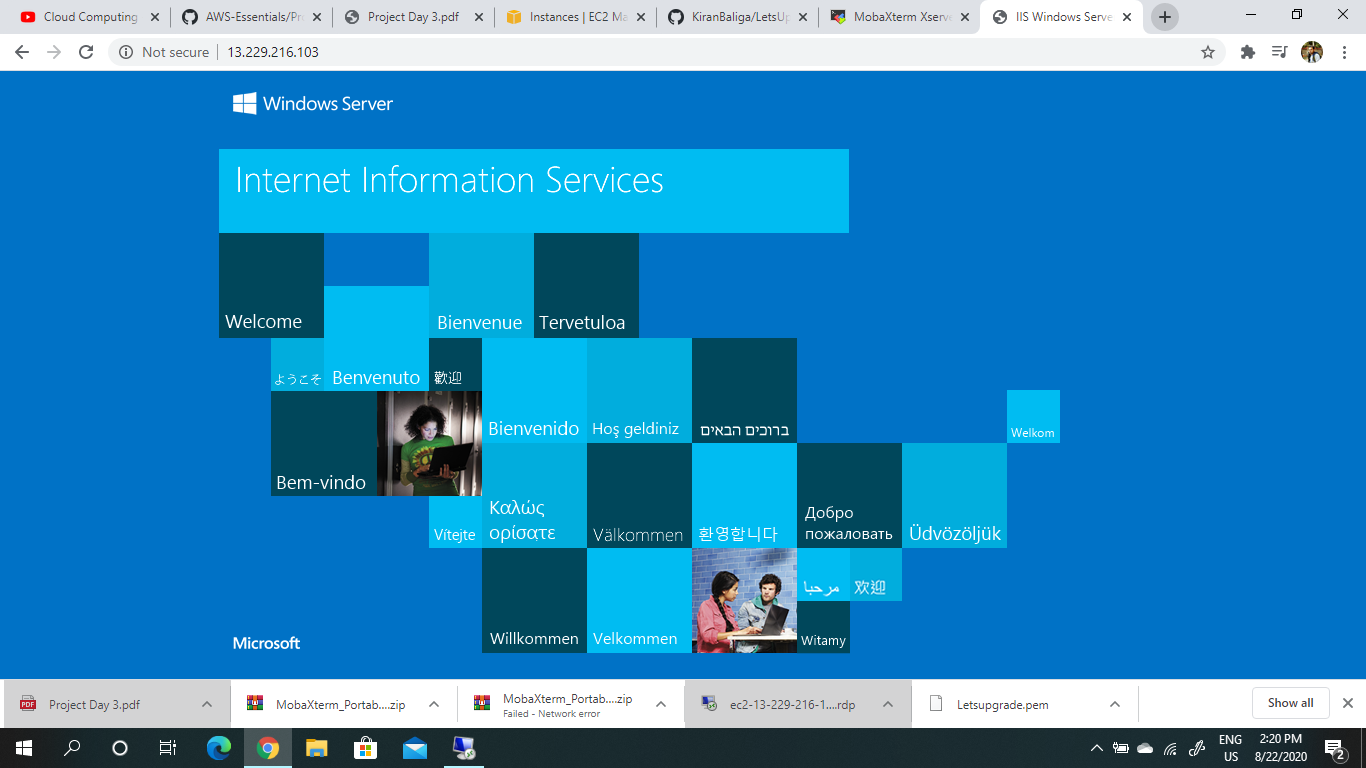 Cloud Computing
AWS-Essentials/Pr
Project Day 3.pdf
Instances | EC2 Ma
KiranBaliga/LetsUp
MobaXterm Xserv
IIS Windows Serve
Not secure
13.229.216.103
Windows Server
Internet Information Services
Welcome
Bienvenue
Tervetuloa
ようこそ
Benvenuto
歡迎
Bienvenido
Hoş geldiniz
ברוכים הבאים
Welkom
Bem-vindo
Vítejte
Καλώς
ορίσατε
Välkommen
환영합니다
Добро
пожаловать
Üdvözöljük
مرحبا
欢迎
Willkommen
Velkommen
Witamy
Microsoft
Project Day 3.pdf
MobaXterm_Portab....zip
MobaXterm_Portab....zip
Failed - Network error
ec2-13-229-216-1....rdp
Letsupgrade.pem
Show all
ENG
US
2:20 PM
8/22/2020
2